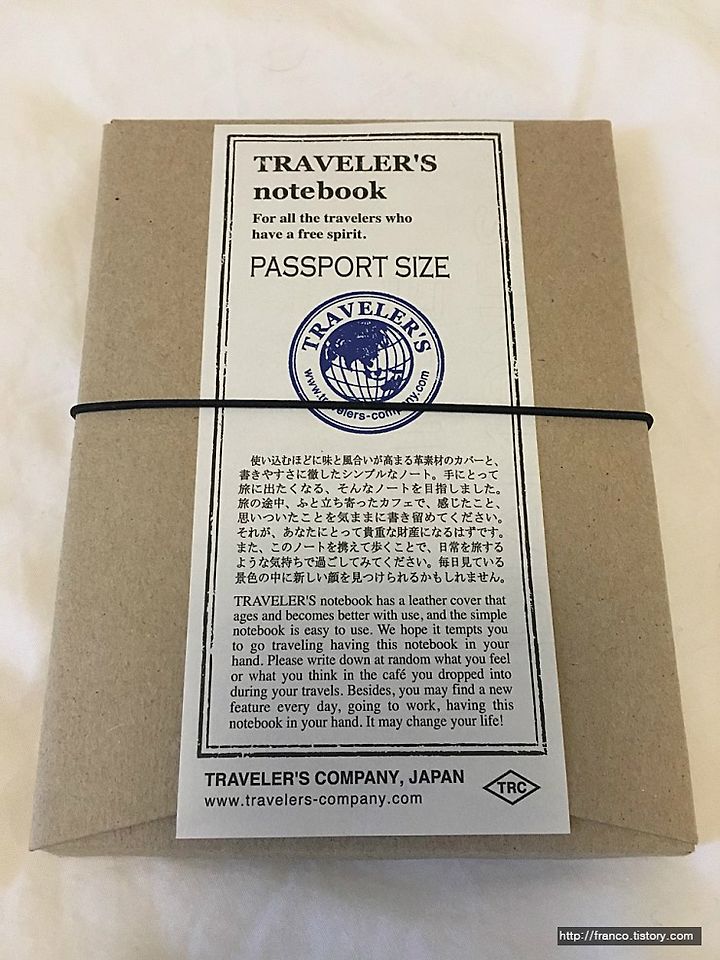 TRAVELER'S
notebook
For all the travelers who
have a free spirit.
PASSPORT SIZE
TRAVELER'S
www.travelers-company.com
使い込むほどに味と風合いが高まる革素材のカバーと、
書きやすさに徹したシンプルなノート。手にとって
旅に出たくなる、そんなノートを目指しました。
旅の途中、ふと立ち寄ったカフェで、感じたこと、
思いついたことを気ままに書き留めてください。
それが、あなたにとって貴重な財産になるはずです。
また、このノートを携えて歩くことで、日常を旅する
ような気持ちで過ごしてみてください。毎日見ている
景色の中に新しい顔を見つけられるかもしれません。
TRAVELER'S notebook has a leather cover that
ages and becomes better with use, and the simple
notebook is easy to use. We hope it tempts you
to go traveling having this notebook in your
hand. Please write down at random what you feel
or what you think in the café you dropped into
during your travels. Besides, you may find a new
feature every day, going to work, having this
notebook in your hand. It may change your life!
TRAVELER'S COMPANY, JAPAN
www.travelers-company.com
TRC
http://franco.tistory.com